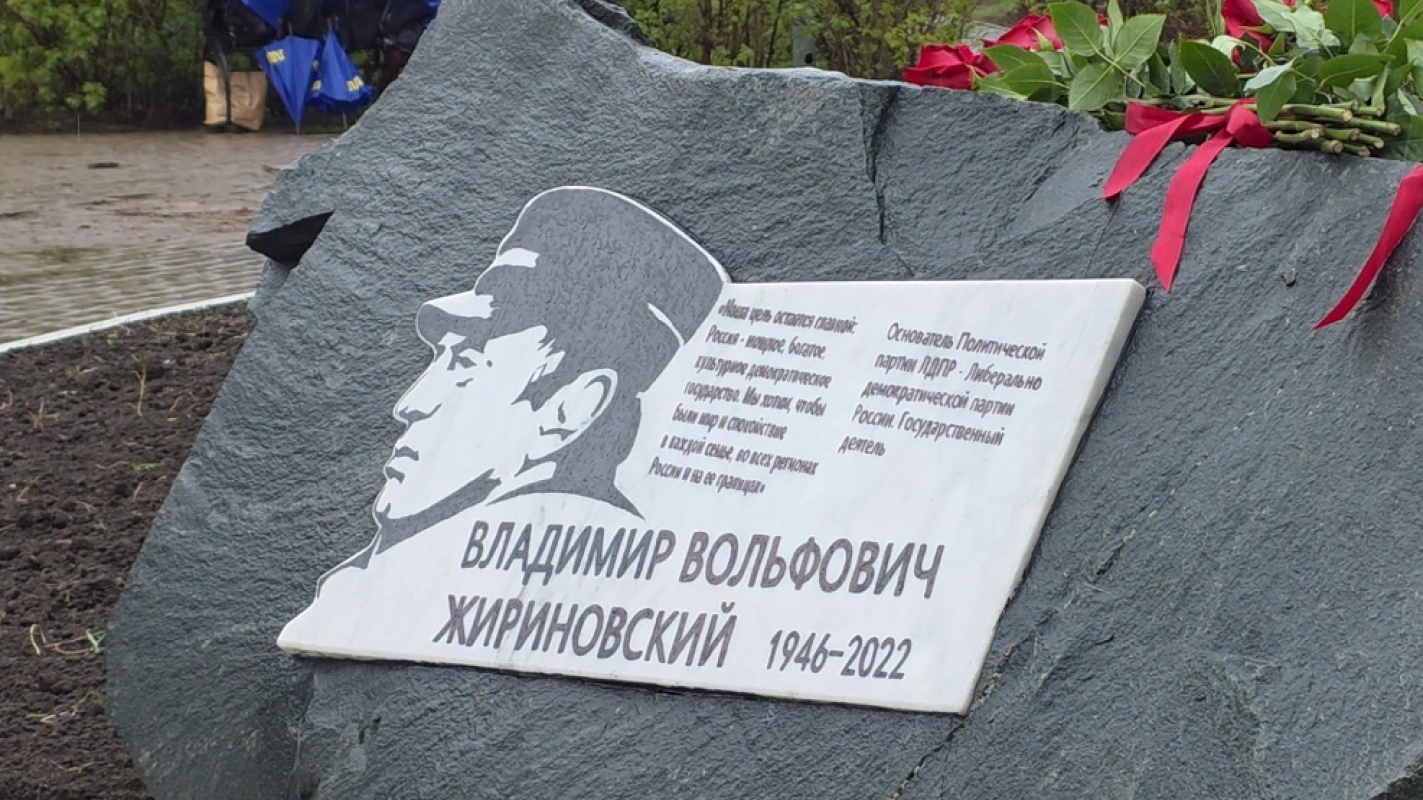 «Наша цель остается главной:
Россия - мощное, богатое,
культурное демократическое
государство. Мы хотим, чтобы
были мир и спокойствие
в каждой семье, во всех регионах
России и на ее границах»
Основатель Политической
партии ЛДПР - Либерально
демократической партии
России. Государственный
деятель
ВЛАДИМИР ВОЛЬФОВИЧ
ЖИРИНОВСКИЙ 1946-2022